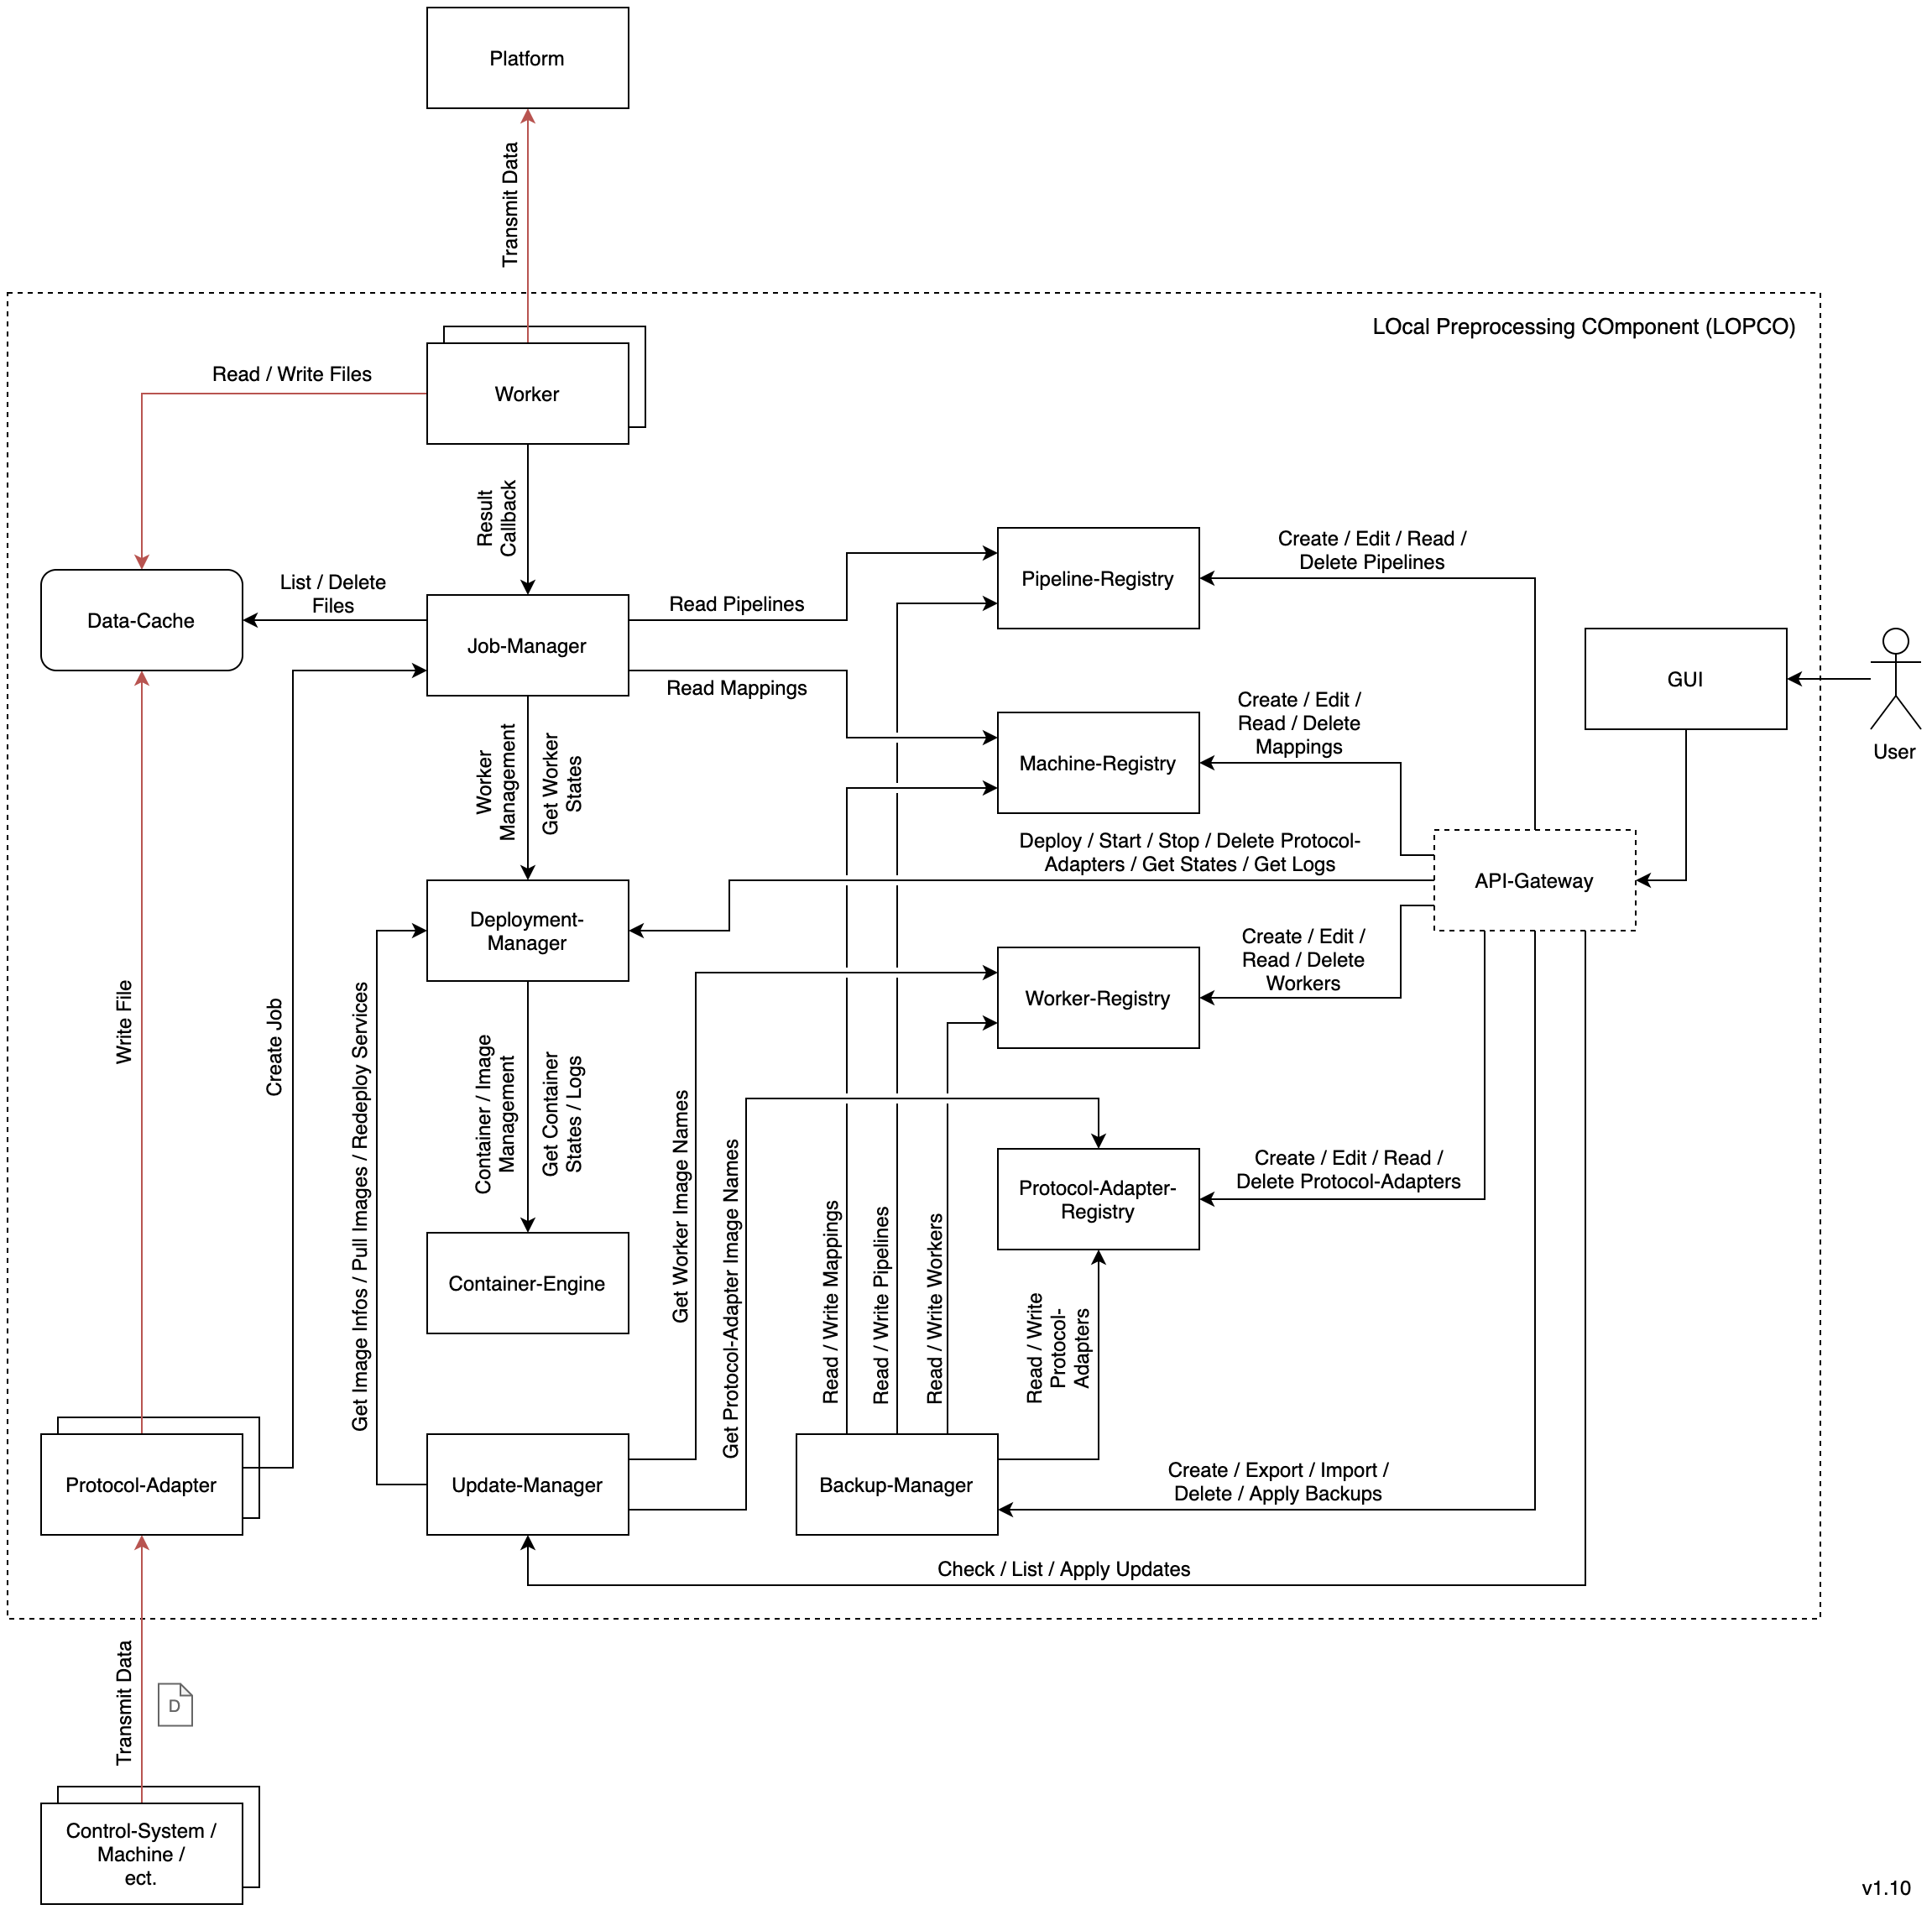 Platform
Transmit Data
LOcal Preprocessing COmponent (LOPCO)
Read / Write Files
Worker
Result
Callback
List / Delete
Files
Data-Cache
Job-Manager
Read Pipelines
Read Mappings
Pipeline-Registry
Create / Edit / Read /
Delete Pipelines
GUI
User
Machine-Registry
Create / Edit /
Read / Delete
Mappings
Worker
Management
Get Worker
States
Deploy / Start / Stop / Delete Protocol-
Adapters / Get States / Get Logs
API-Gateway
Deployment-
Manager
Worker-Registry
Create / Edit /
Read / Delete
Workers
Write File
Create Job
Get Image Infos / Pull Images / Redeploy Services
Container / Image
Management
Get Container
States / Logs
Get Worker Image Names
Get Protocol-Adapter Image Names
Protocol-Adapter-
Registry
Create / Edit / Read /
Delete Protocol-Adapters
Container-Engine
Read / Write Mappings
Read / Write Pipelines
Read / Write Workers
Read / Write
Protocol-
Adapters
Protocol-Adapter
Update-Manager
Backup-Manager
Create / Export / Import /
Delete / Apply Backups
Check / List / Apply Updates
Transmit Data
D
Control-System /
Machine /
ect.
v1.10